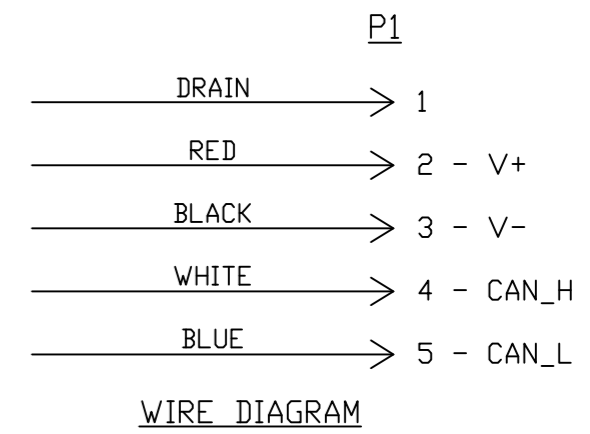 P1
DRAIN 1
RED 2 - V+
BLACK 3 - V-
WHITE 4 - CAN_H
BLUE 5 - CAN_L
WIRE DIAGRAM